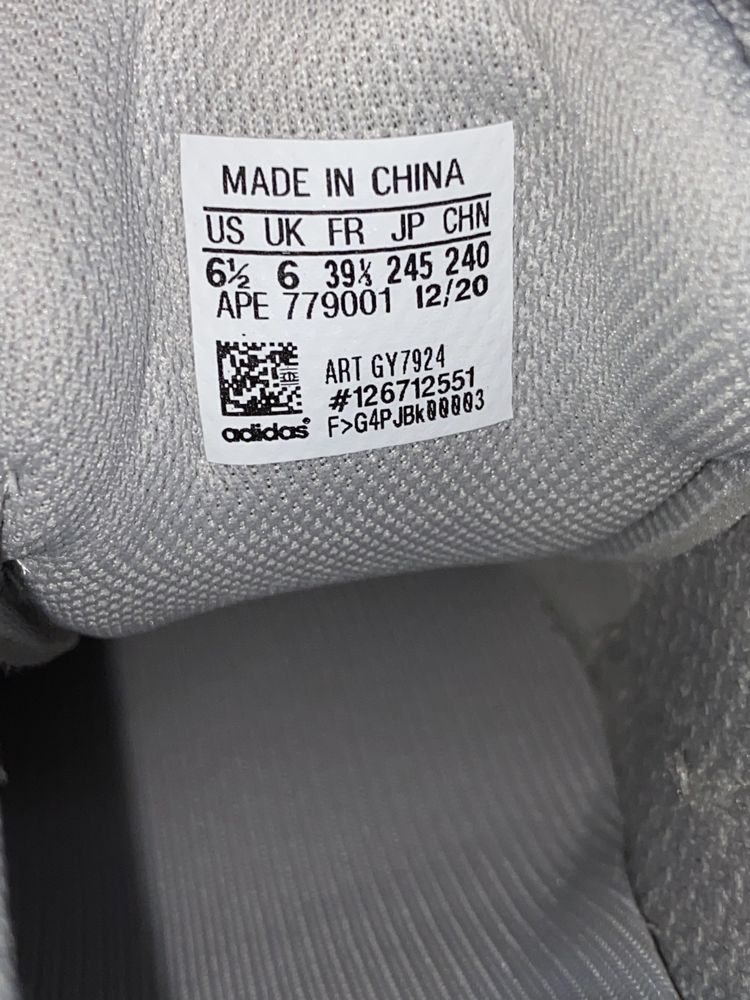 MADE IN CHINA
US UK FR JP CHN
6½ 6 39⅓ 245 240
APE 779001 12/20
ART GY7924
#126712551
F>G4PJBk00003
adidas®